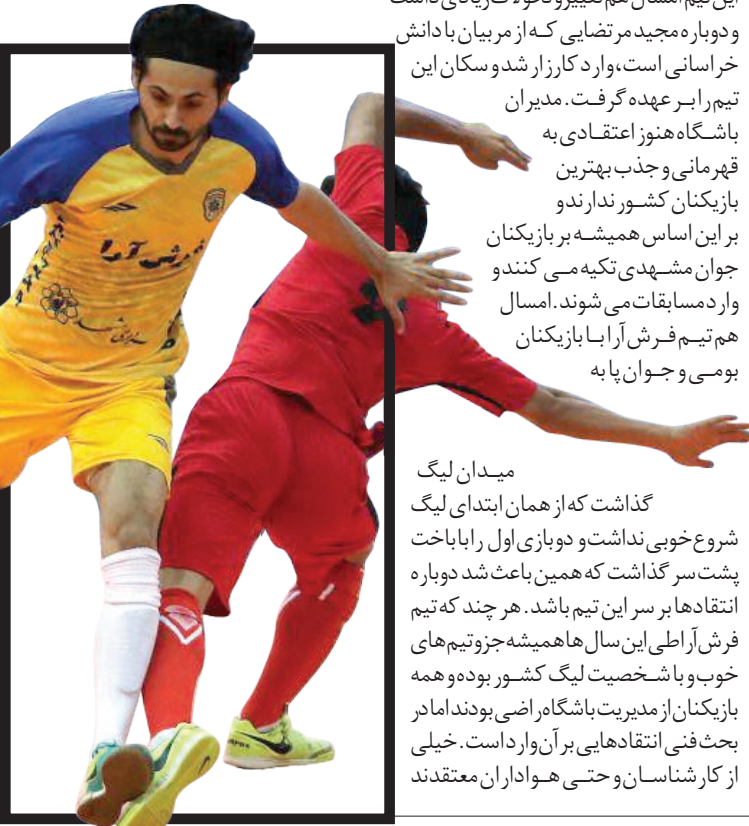 این تیم امسال هم تغییر و تحولات زیادی داشت
و دوباره مجید مرتضایی که از مربیان با دانش
خراسانی است، وارد کارزار شد و سکان این
تیم را بر عهده گرفت. مدیران
باشگاه هنوز اعتقادی به
قهرمانی و جذب بهترین
بازیکنان کشور ندارند و
بر این اساس همیشه بر بازیکنان
جوان مشهدی تکیه می کنند و
وارد مسابقات می شوند. امسال
هم تیم فرش آرا با بازیکنان
بومی و جوان پا به
میدان لیگ
گذاشت که از همان ابتدای لیگ
شروع خوبی نداشت و دو بازی اول را با باخت
پشت سر گذاشت که همین باعث شد دوباره
انتقادها بر سر این تیم باشد. هر چند که تیم
فرش آرا طی این سال ها همیشه جزو تیم های
خوب و با شخصیت لیگ کشور بوده و همه
بازیکنان از مدیریت باشگاه راضی بودند اما در
بحث فنی انتقادهایی بر آن وارد است. خیلی
از کارشناسان و حتی هواداران معتقدند
فرش آرا